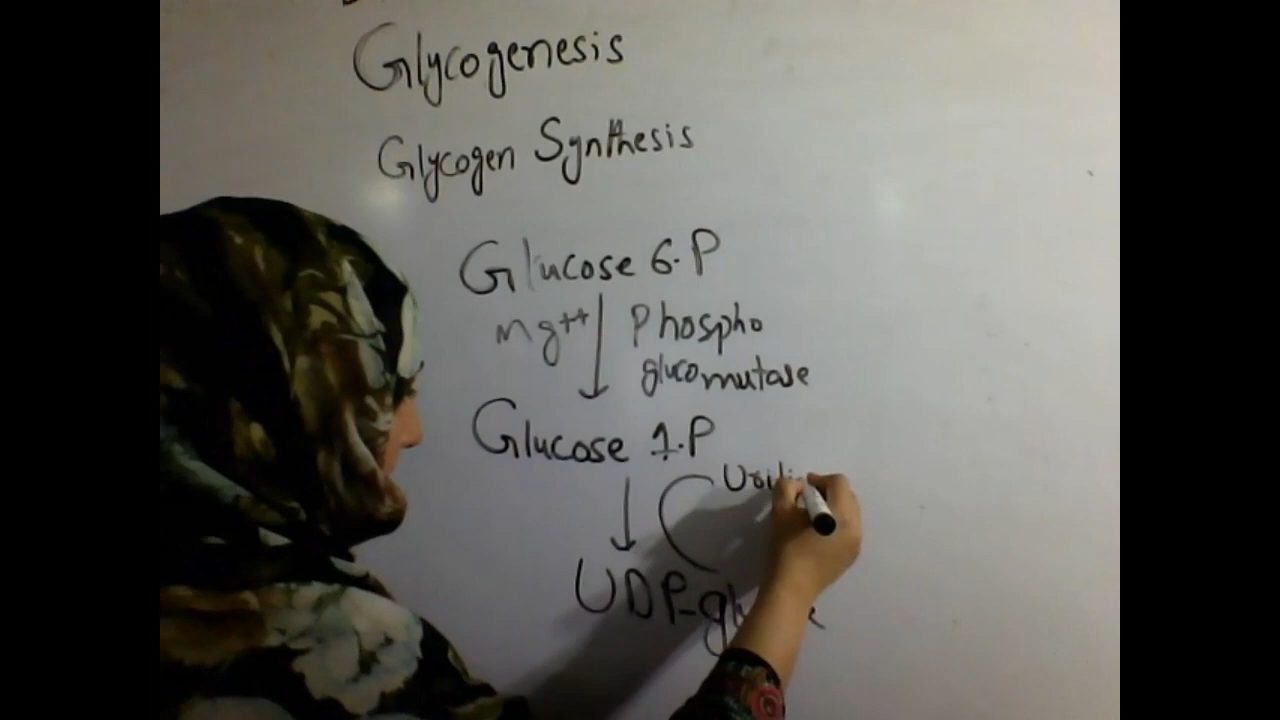 Glycogenesis
Glycogen Synthesis
Glucose 6.P
Mg++ Phospho
glucomutase
Glucose 1.P
UDP-